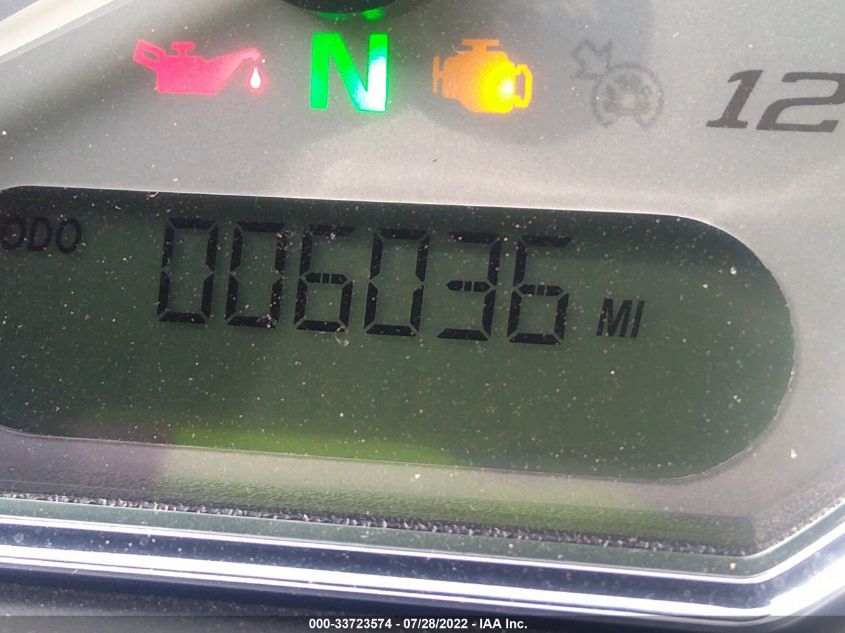 N
12
ODO 006036 MI
000-33723574 - 07/28/2022 - IAA Inc.